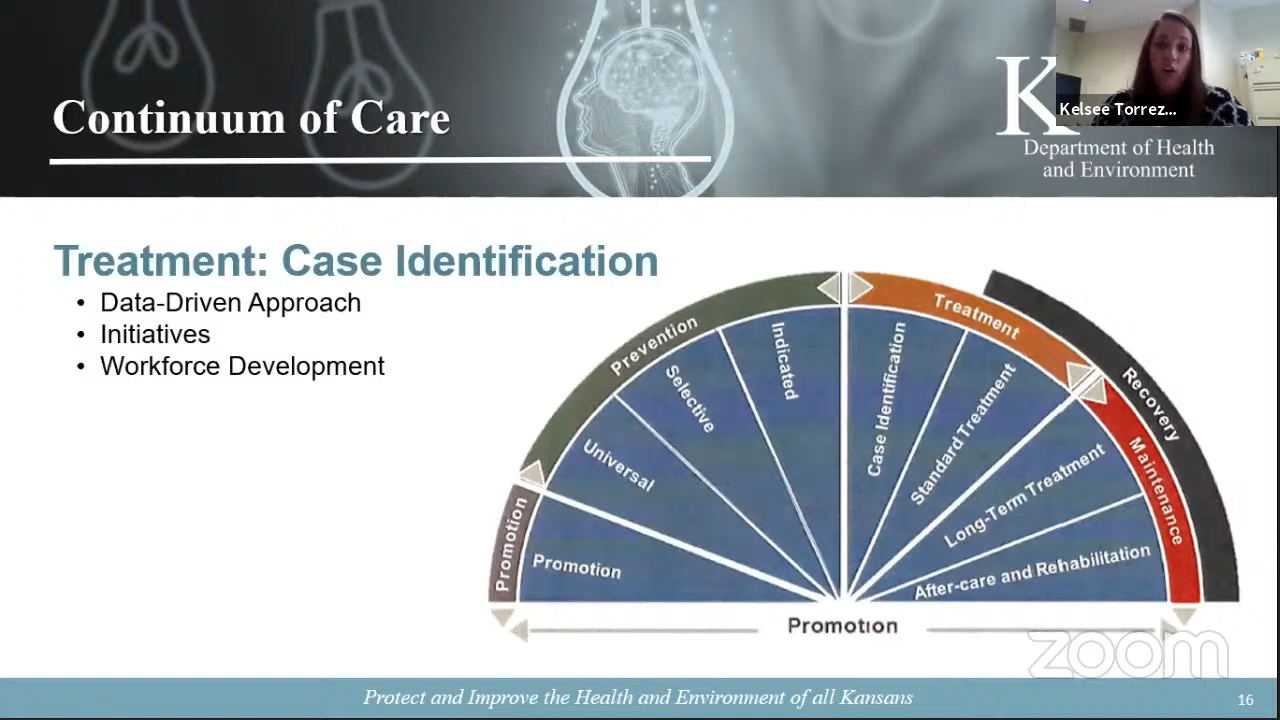 Continuum of Care
K
Kelsee Torrez...
Department of Health
and Environment
Treatment: Case Identification
• Data-Driven Approach
• Initiatives
• Workforce Development
Promotion
Prevention
Treatment
Recovery
Maintenance
Promotion
Universal
Selective
Indicated
Case Identification
Standard Treatment
Long-Term Treatment
After-care and Rehabilitation
Promotion
zoom
Protect and Improve the Health and Environment of all Kansans
16